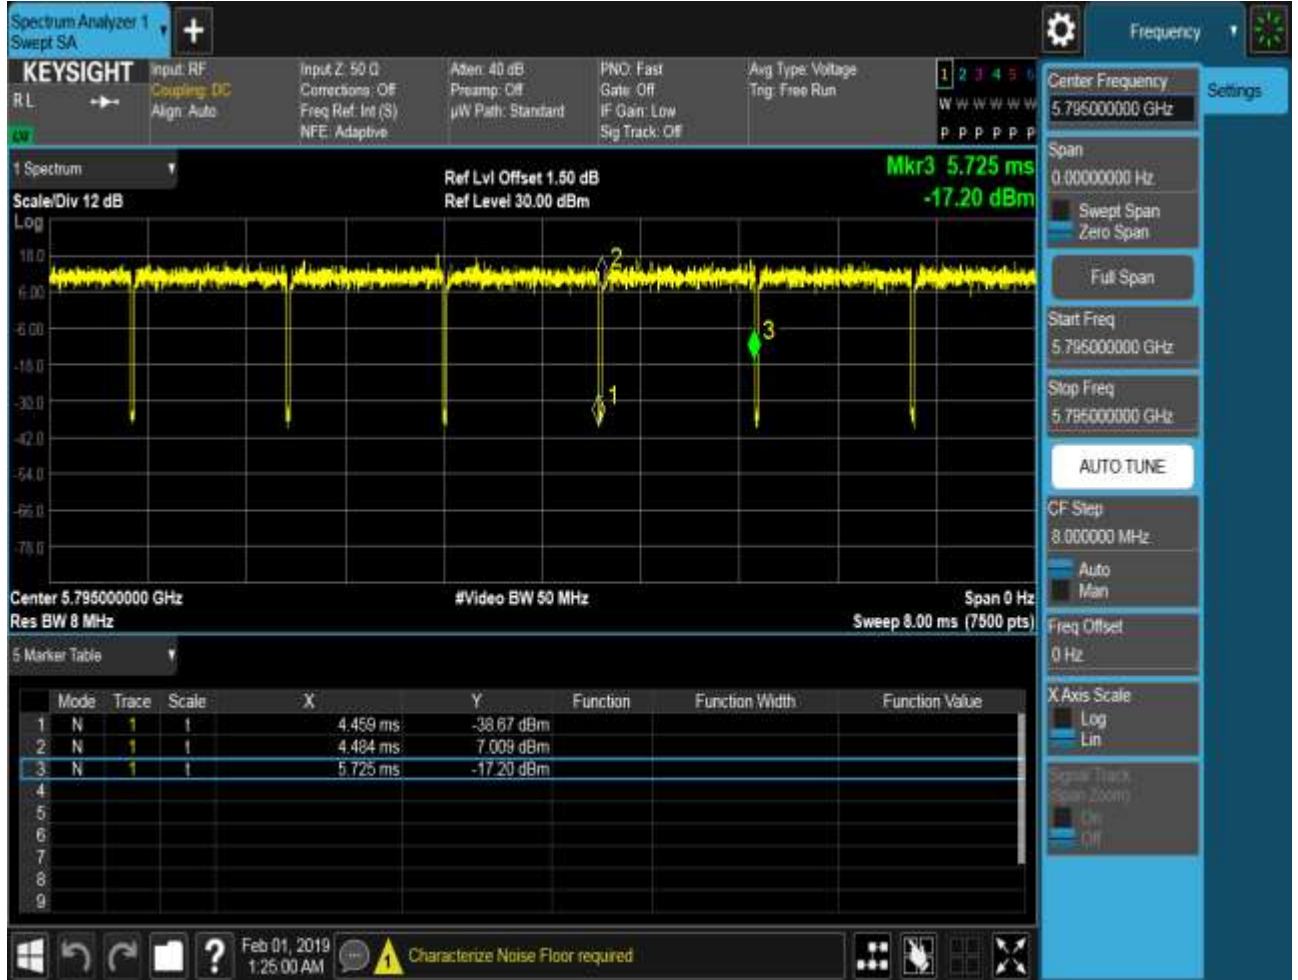 Spectrum Analyzer 1
Swept SA
+
Frequency
KEYSIGHT
RL
Input: RF
Coupling: DC
Align: Auto
Input Z: 50 Ω
Corrections: Off
Freq Ref: Int (S)
NFE: Adaptive
Atten: 40 dB
Preamp: Off
µW Path: Standard
PNO: Fast
Gate: Off
IF Gain: Low
Sig Track: Off
Avg Type: Voltage
Trig: Free Run
1 2 3 4 5 6
W W W W W W
P P P P P P
1 Spectrum
Scale/Div 12 dB
Ref Lvl Offset 1.50 dB
Ref Level 30.00 dBm
Mkr3 5.725 ms
-17.20 dBm
Log
18.0
6.00
-6.00
-18.0
-30.0
-42.0
-54.0
-66.0
-78.0
2
3
1
Center 5.795000000 GHz
Res BW 8 MHz
#Video BW 50 MHz
Span 0 Hz
Sweep 8.00 ms (7500 pts)
5 Marker Table
Mode Trace Scale X Y Function Function Width Function Value
1 N 1 t 4.459 ms -38.67 dBm
2 N 1 t 4.484 ms 7.009 dBm
3 N 1 t 5.725 ms -17.20 dBm
4
5
6
7
8
9
Center Frequency
5.795000000 GHz
Settings
Span
0.00000000 Hz
Swept Span
Zero Span
Full Span
Start Freq
5.795000000 GHz
Stop Freq
5.795000000 GHz
AUTO TUNE
CF Step
8.000000 MHz
Auto
Man
Freq Offset
0 Hz
X Axis Scale
Log
Lin
Signal Track
(Span Zoom)
On
Off
?
Feb 01, 2019
1:25:00 AM
1
Characterize Noise Floor required